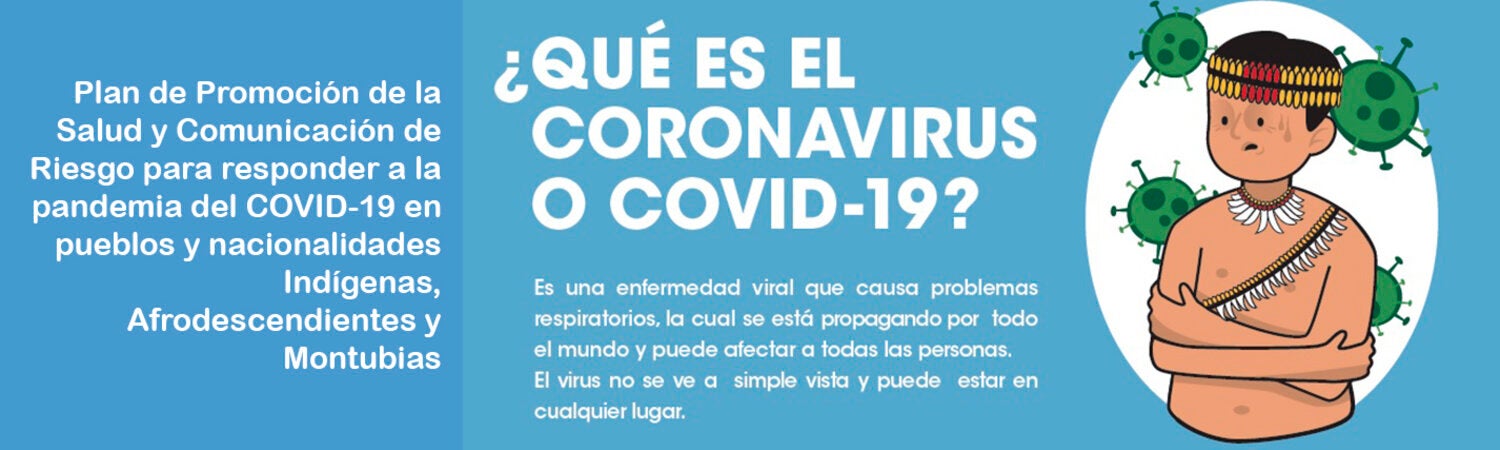 Plan de Promoción de la
Salud y Comunicación de
Riesgo para responder a la
pandemia del COVID-19 en
pueblos y nacionalidades
Indígenas,
Afrodescendientes y
Montubias
¿QUÉ ES EL
CORONAVIRUS
O COVID-19?
Es una enfermedad viral que causa problemas
respiratorios, la cual se está propagando por todo
el mundo y puede afectar a todas las personas.
El virus no se ve a simple vista y puede estar en
cualquier lugar.